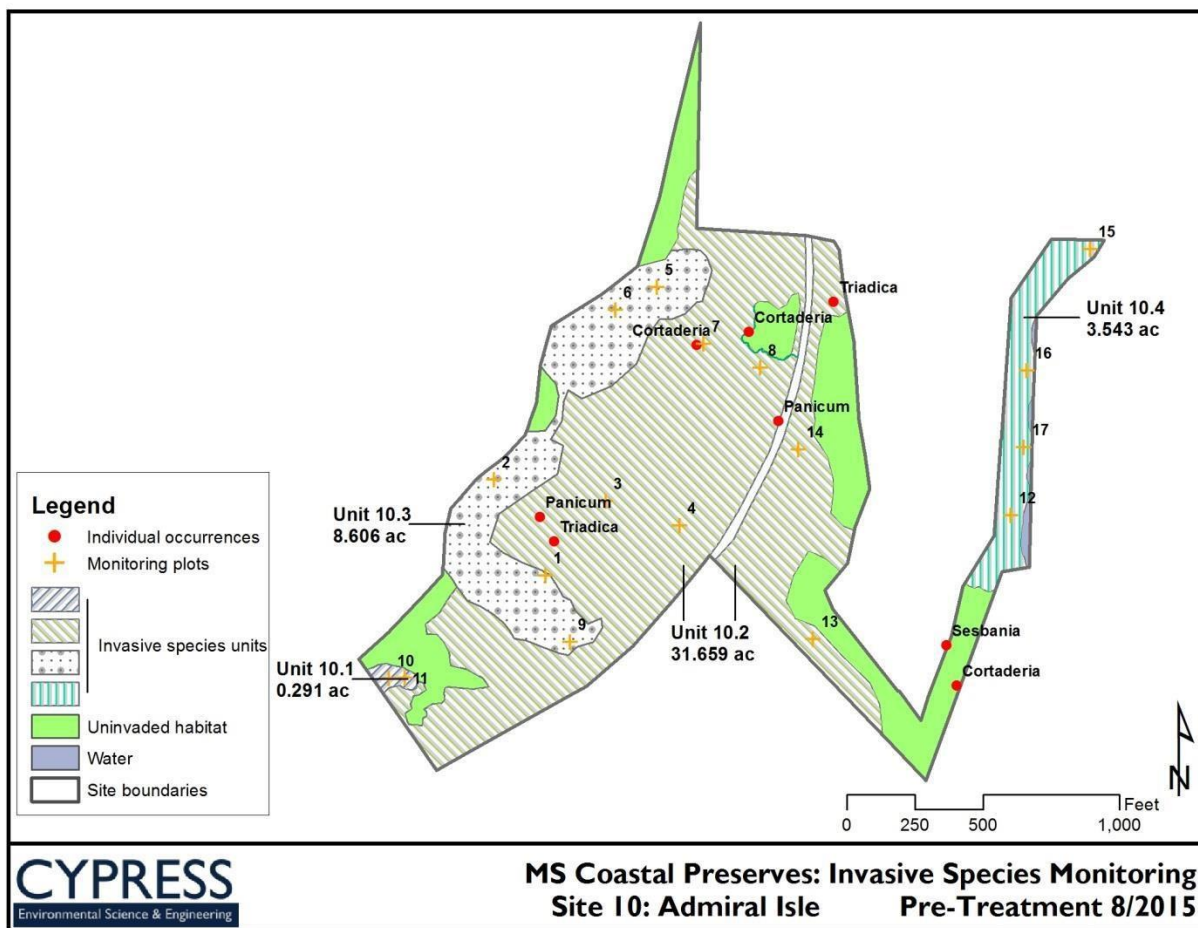 15
5
Triadica
6
Unit 10.4
3.543 ac
Cortaderia
Cortaderia
7
8
16
Panicum
14
17
2
3
Panicum
Unit 10.3
8.606 ac
4
12
Triadica
1
9
Unit 10.2
31.659 ac
13
Sesbania
Unit 10.1
0.291 ac
10
11
Cortaderia
Legend
Individual occurrences
Monitoring plots
Invasive species units
Uninvaded habitat
Water
Site boundaries
N
Feet
0 250 500 1,000
CYPRESS
Environmental Science & Engineering
MS Coastal Preserves: Invasive Species Monitoring
Site 10: Admiral Isle Pre-Treatment 8/2015